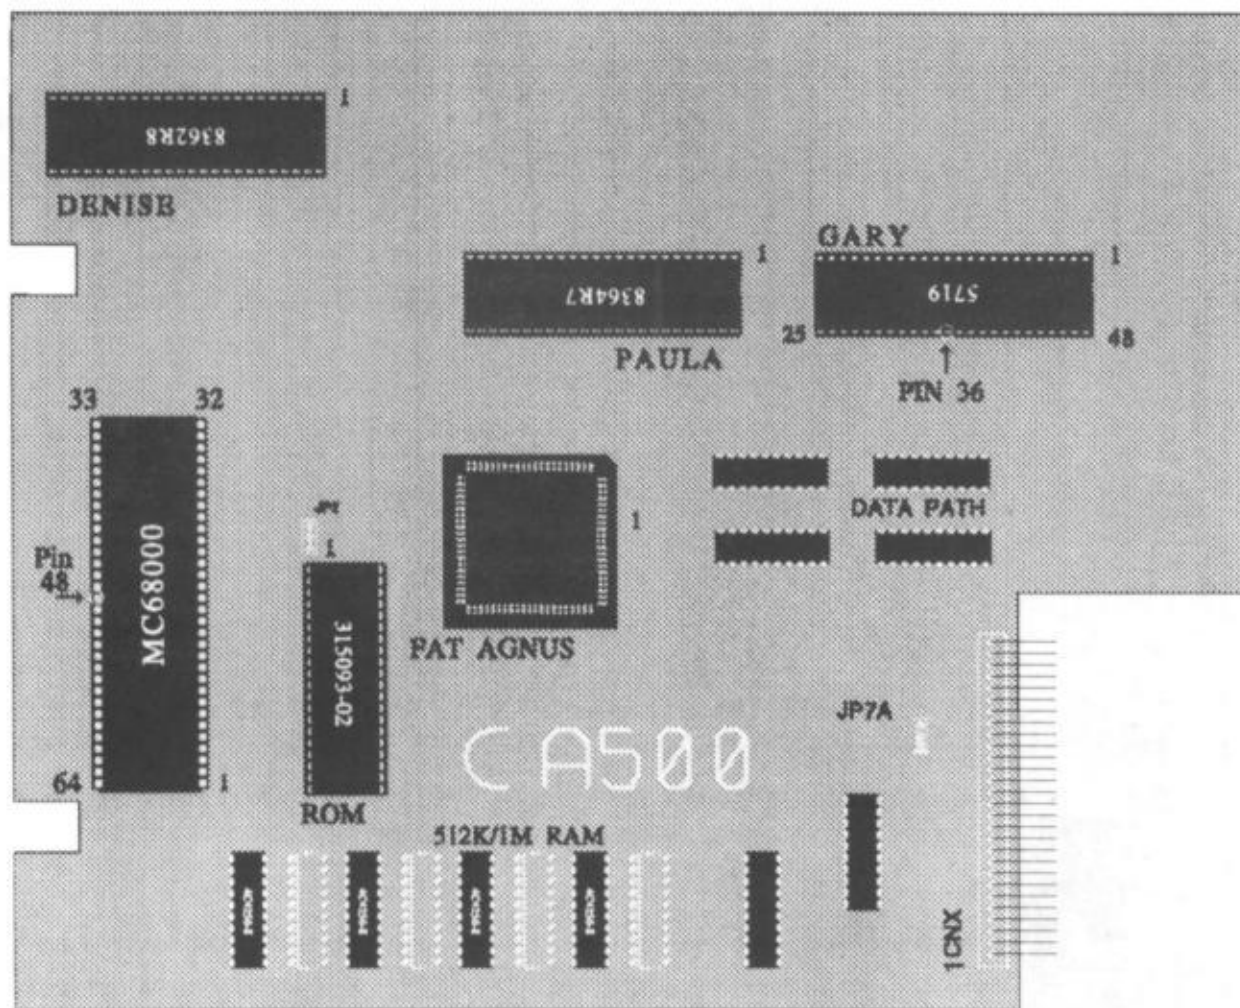 1
8362R8
DENISE
GARY
1
1
8364R7
5719
25
48
PAULA
PIN 36
33
32
DATA PATH
1
1
Pin
48
MC68000
315093-02
FAT AGNUS
JP7A
CA500
64
1
ROM
512K/1M RAM
1CNX